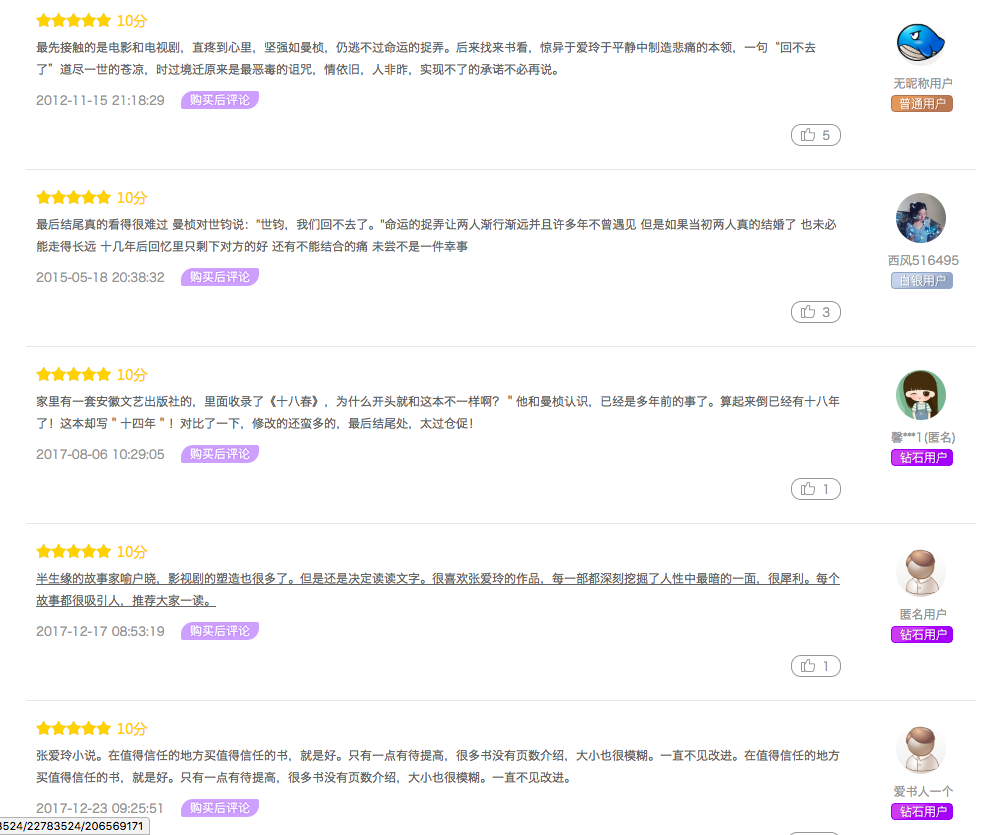 10分
最先接触的是电影和电视剧，直疼到心里，坚强如曼桢，仍逃不过命运的捉弄。后来找来书看，惊异于爱玲于平静中制造悲痛的本领，一句“回不去
了”道尽一世的苍凉，时过境迁原来是最恶毒的诅咒，情依旧，人非昨，实现不了的承诺不必再说。
2012-11-15 21:18:29 购买后评论
无昵称用户
普通用户
5
10分
最后结尾真的看得很难过 曼桢对世钧说："世钧，我们回不去了。"命运的捉弄让两人渐行渐远并且许多年不曾遇见 但是如果当初两人真的结婚了 也未必
能走得长远 十几年后回忆里只剩下对方的好 还有不能结合的痛 未尝不是一件幸事
2015-05-18 20:38:32 购买后评论
西风516495
白银用户
3
10分
家里有一套安徽文艺出版社的，里面收录了《十八春》，为什么开头就和这本不一样啊？＂他和曼桢认识，已经是多年前的事了。算起来倒已经有十八年
了！这本却写＂十四年＂！对比了一下，修改的还蛮多的，最后结尾处，太过仓促！
2017-08-06 10:29:05 购买后评论
馨***1(匿名)
钻石用户
1
10分
半生缘的故事家喻户晓，影视剧的塑造也很多了。但是还是决定读读文字。很喜欢张爱玲的作品，每一部都深刻挖掘了人性中最暗的一面，很犀利。每个
故事都很吸引人，推荐大家一读。
2017-12-17 08:53:19 购买后评论
匿名用户
钻石用户
1
10分
张爱玲小说。在值得信任的地方买值得信任的书，就是好。只有一点有待提高，很多书没有页数介绍，大小也很模糊。一直不见改进。在值得信任的地方
买值得信任的书，就是好。只有一点有待提高，很多书没有页数介绍，大小也很模糊。一直不见改进。
2017-12-23 09:25:51 购买后评论
爱书人一个
钻石用户
3524/22783524/206569171